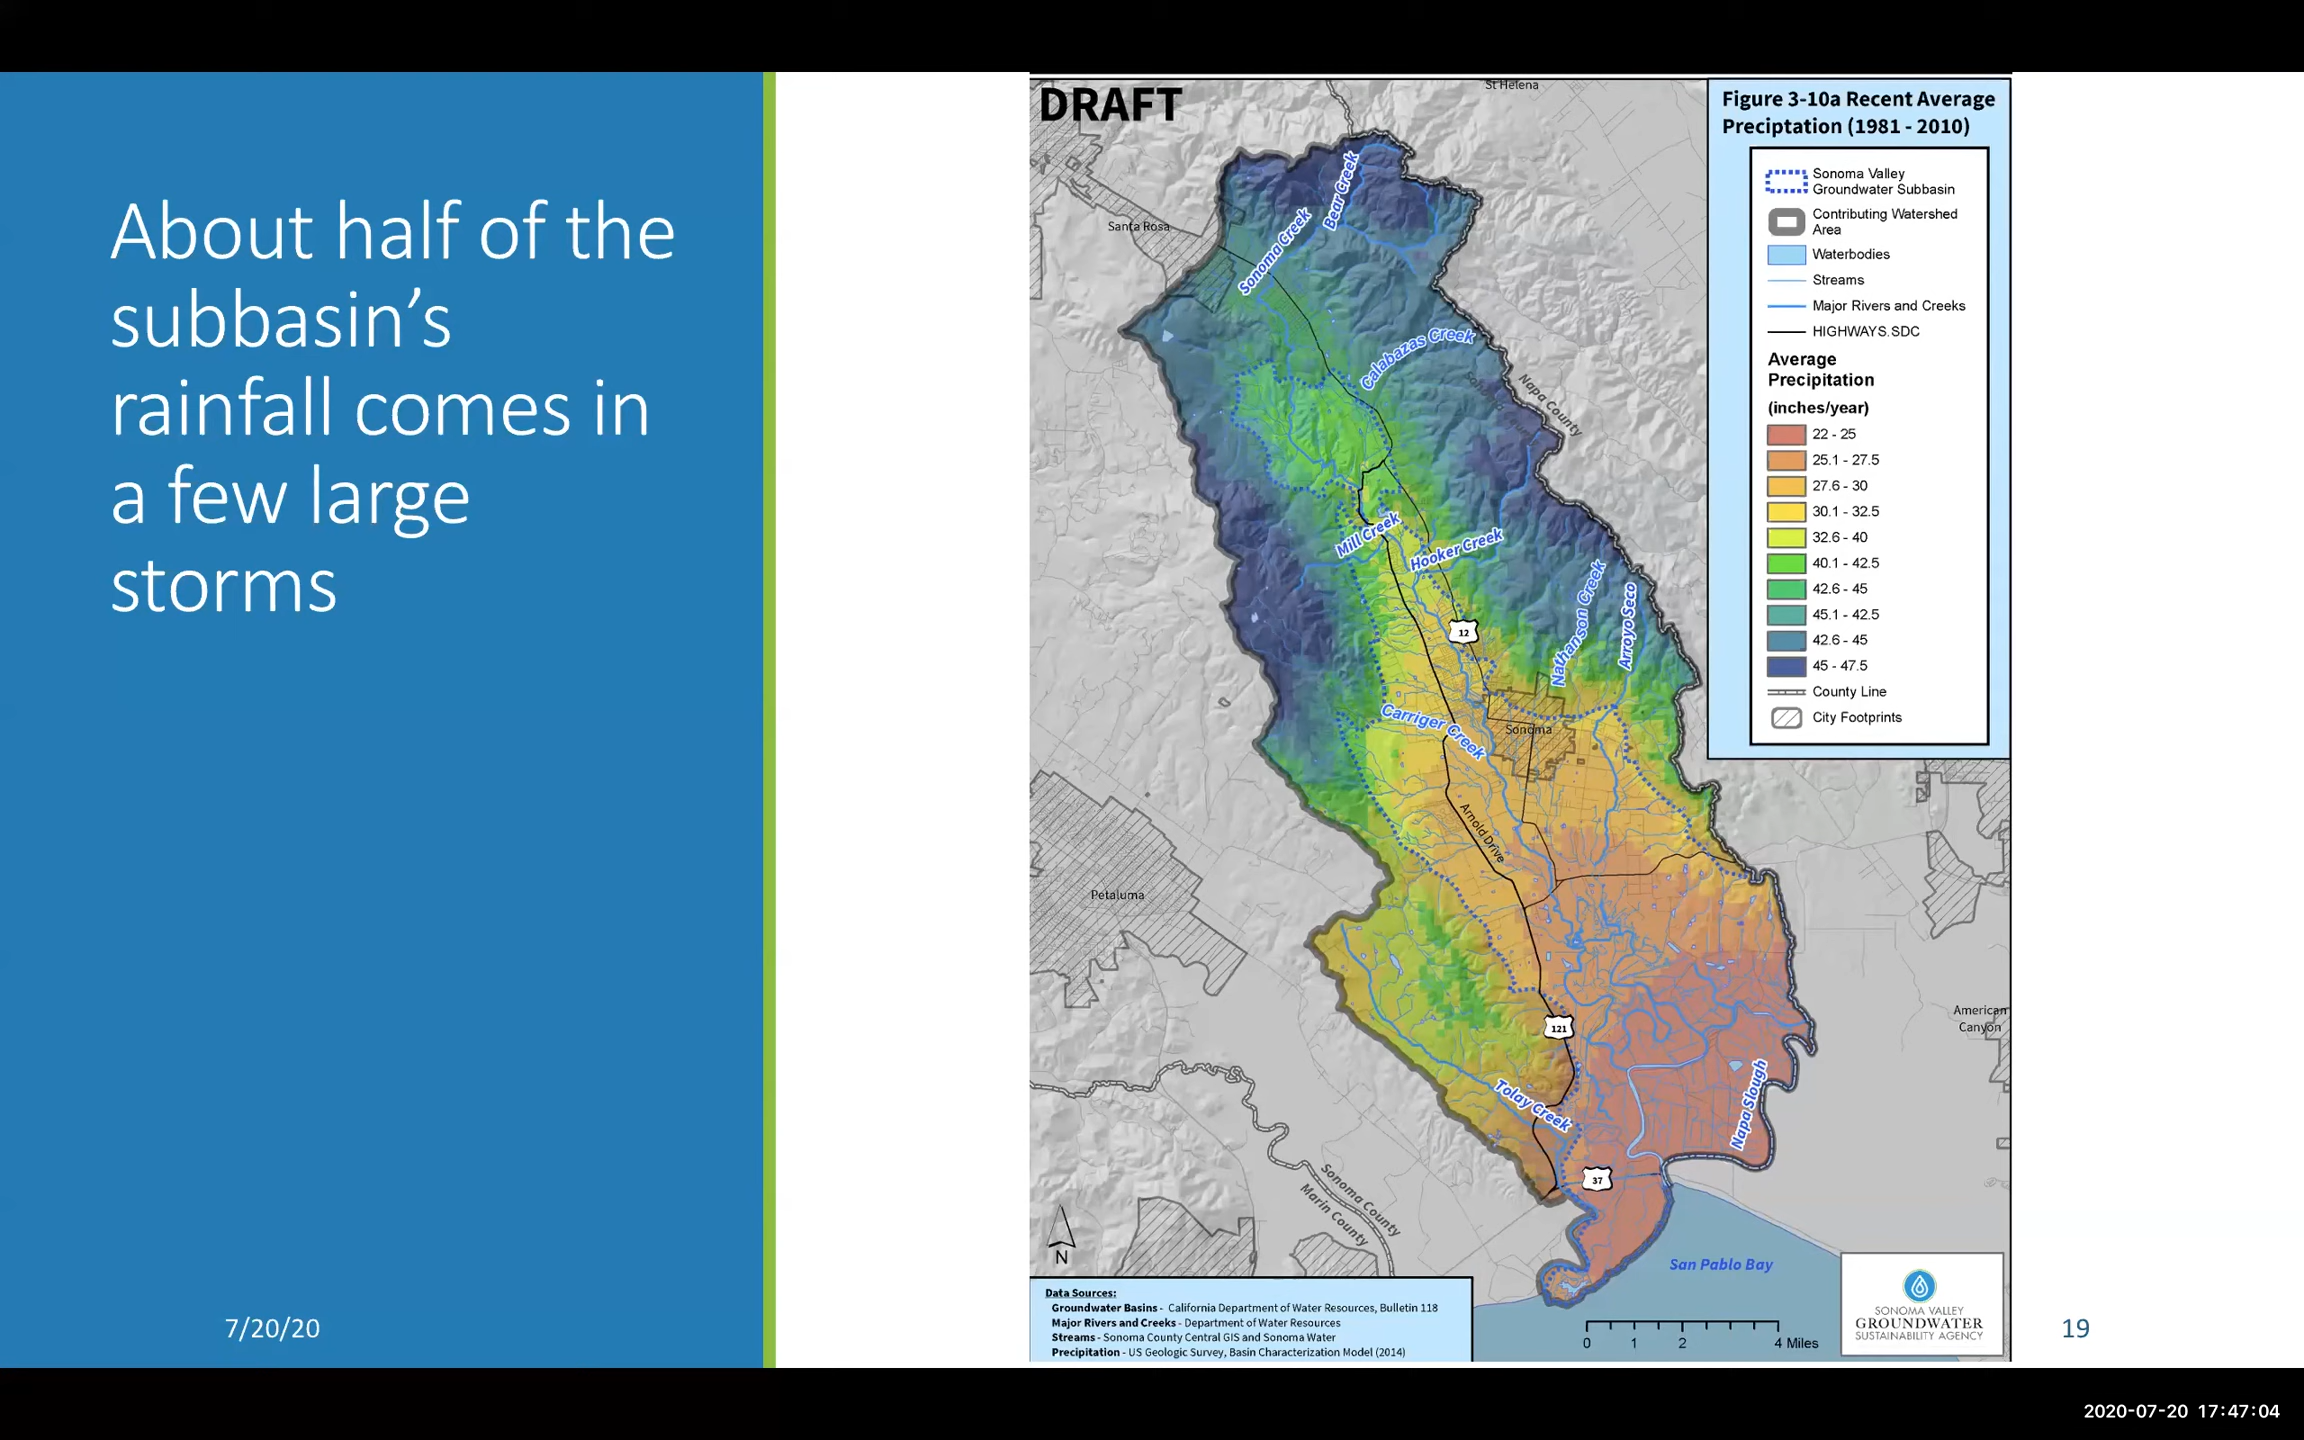 About half of the
subbasin’s
rainfall comes in
a few large
storms
7/20/20
DRAFT
St Helena
Santa Rosa
Bear Creek
Sonoma Creek
Calabazas Creek
Napa County
Mill Creek
Hooker Creek
Nathanson Creek
Arroyo Seco
12
Carriger Creek
Sonoma
Arnold Drive
Petaluma
American
Canyon
121
Tolay Creek
Napa Slough
37
Sonoma County
Marin County
San Pablo Bay
N
Figure 3-10a Recent Average
Preciptation (1981 - 2010)
Sonoma Valley
Groundwater Subbasin
Contributing Watershed
Area
Waterbodies
Streams
Major Rivers and Creeks
HIGHWAYS.SDC
Average
Precipitation
(inches/year)
22 - 25
25.1 - 27.5
27.6 - 30
30.1 - 32.5
32.6 - 40
40.1 - 42.5
42.6 - 45
45.1 - 42.5
42.6 - 45
45 - 47.5
County Line
City Footprints
Data Sources:
Groundwater Basins - California Department of Water Resources, Bulletin 118
Major Rivers and Creeks - Department of Water Resources
Streams - Sonoma County Central GIS and Sonoma Water
Precipitation - US Geologic Survey, Basin Characterization Model (2014)
0 1 2 4 Miles
SONOMA VALLEY
GROUNDWATER
SUSTAINABILITY AGENCY
19
2020-07-20 17:47:04